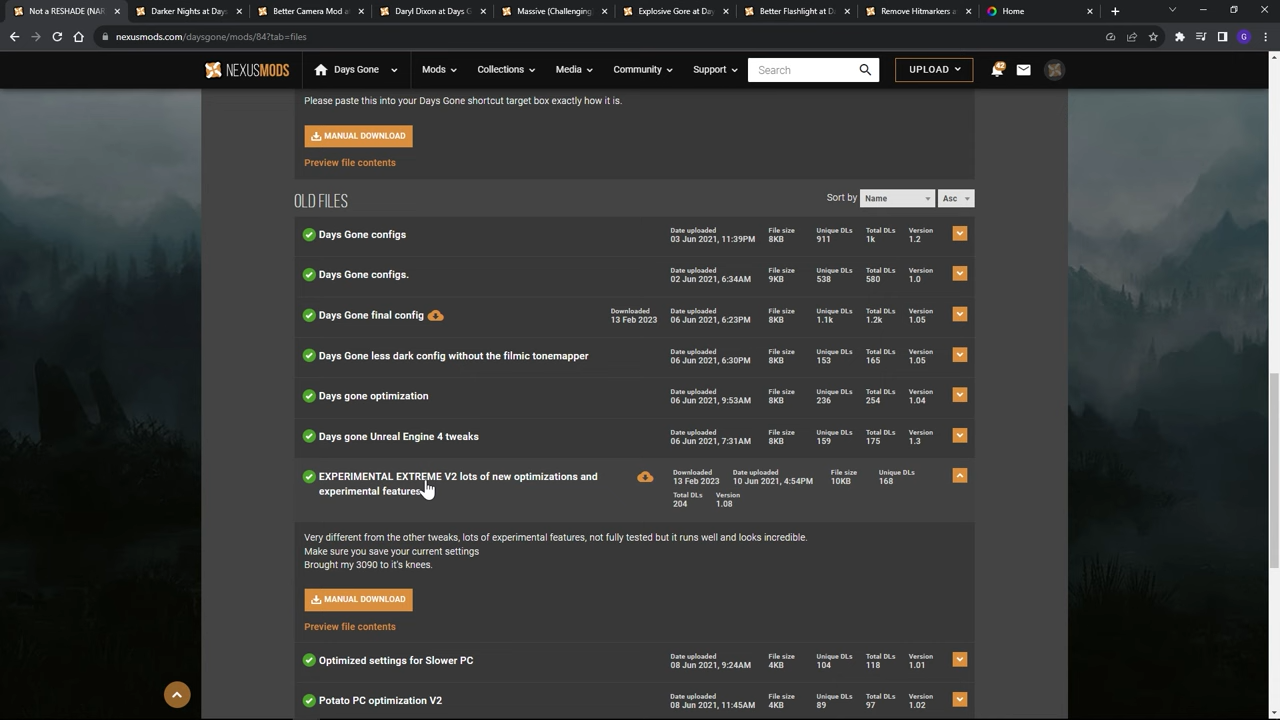 Not a RESHADE (NAR
Darker Nights at Days
Better Camera Mod a
Daryl Dixon at Days G
Massive (Challenging)
Explosive Gore at Day
Better Flashlight at D
Remove Hitmarkers a
Home
nexusmods.com/daysgone/mods/84?tab=files
G
NEXUSMODS
Days Gone
Mods
Collections
Media
Community
Support
Search
UPLOAD
42
Please paste this into your Days Gone shortcut target box exactly how it is.
MANUAL DOWNLOAD
Preview file contents
OLD FILES
Sort by Name Asc
Days Gone configs
Date uploaded File size Unique DLs Total DLs Version
03 Jun 2021, 11:39PM 8KB 911 1k 1.2
Days Gone configs.
Date uploaded File size Unique DLs Total DLs Version
02 Jun 2021, 6:34AM 9KB 538 580 1.0
Days Gone final config
Downloaded Date uploaded File size Unique DLs Total DLs Version
13 Feb 2023 06 Jun 2021, 6:23PM 8KB 1.1k 1.2k 1.05
Days Gone less dark config without the filmic tonemapper
Date uploaded File size Unique DLs Total DLs Version
06 Jun 2021, 6:30PM 8KB 153 165 1.05
Days gone optimization
Date uploaded File size Unique DLs Total DLs Version
06 Jun 2021, 9:53AM 8KB 236 254 1.04
Days gone Unreal Engine 4 tweaks
Date uploaded File size Unique DLs Total DLs Version
06 Jun 2021, 7:31AM 8KB 159 175 1.3
EXPERIMENTAL EXTREME V2 lots of new optimizations and
experimental features
Downloaded Date uploaded File size Unique DLs
13 Feb 2023 10 Jun 2021, 4:54PM 10KB 168
Total DLs Version
204 1.08
Very different from the other tweaks, lots of experimental features, not fully tested but it runs well and looks incredible.
Make sure you save your current settings
Brought my 3090 to it's knees.
MANUAL DOWNLOAD
Preview file contents
Optimized settings for Slower PC
Date uploaded File size Unique DLs Total DLs Version
08 Jun 2021, 9:24AM 4KB 104 118 1.01
Potato PC optimization V2
Date uploaded File size Unique DLs Total DLs Version
08 Jun 2021, 11:45AM 4KB 89 97 1.02